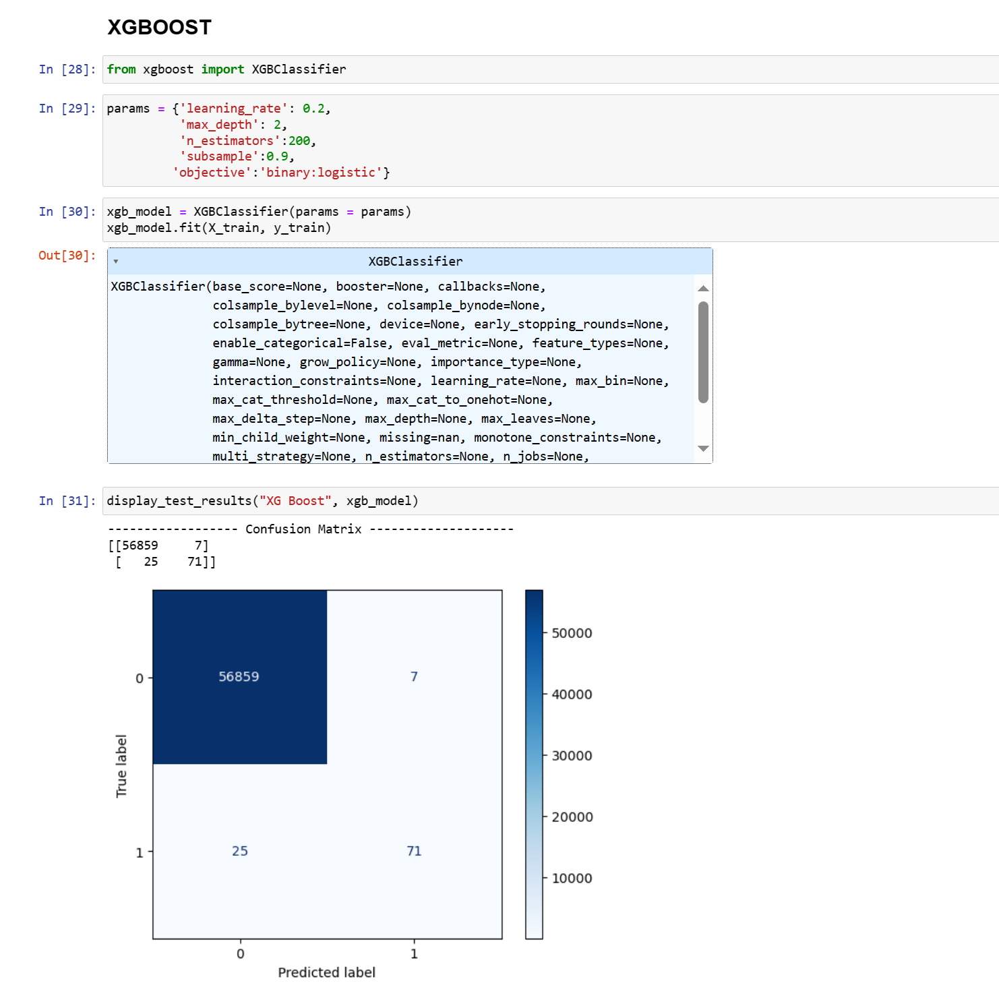 XGBOOST
In [28]: from xgboost import XGBClassifier
In [29]: params = {'learning_rate': 0.2,
'max_depth': 2,
'n_estimators':200,
'subsample':0.9,
'objective':'binary:logistic'}
In [30]: xgb_model = XGBClassifier(params = params)
xgb_model.fit(X_train, y_train)
Out[30]:
XGBClassifier
XGBClassifier(base_score=None, booster=None, callbacks=None,
colsample_bylevel=None, colsample_bynode=None,
colsample_bytree=None, device=None, early_stopping_rounds=None,
enable_categorical=False, eval_metric=None, feature_types=None,
gamma=None, grow_policy=None, importance_type=None,
interaction_constraints=None, learning_rate=None, max_bin=None,
max_cat_threshold=None, max_cat_to_onehot=None,
max_delta_step=None, max_depth=None, max_leaves=None,
min_child_weight=None, missing=nan, monotone_constraints=None,
multi_strategy=None, n_estimators=None, n_jobs=None,
In [31]: display_test_results("XG Boost", xgb_model)
------------------ Confusion Matrix --------------------
[[56859     7]
[   25    71]]
50000
0 56859 7
40000
True label
30000
20000
1 25 71
10000
0 1
Predicted label